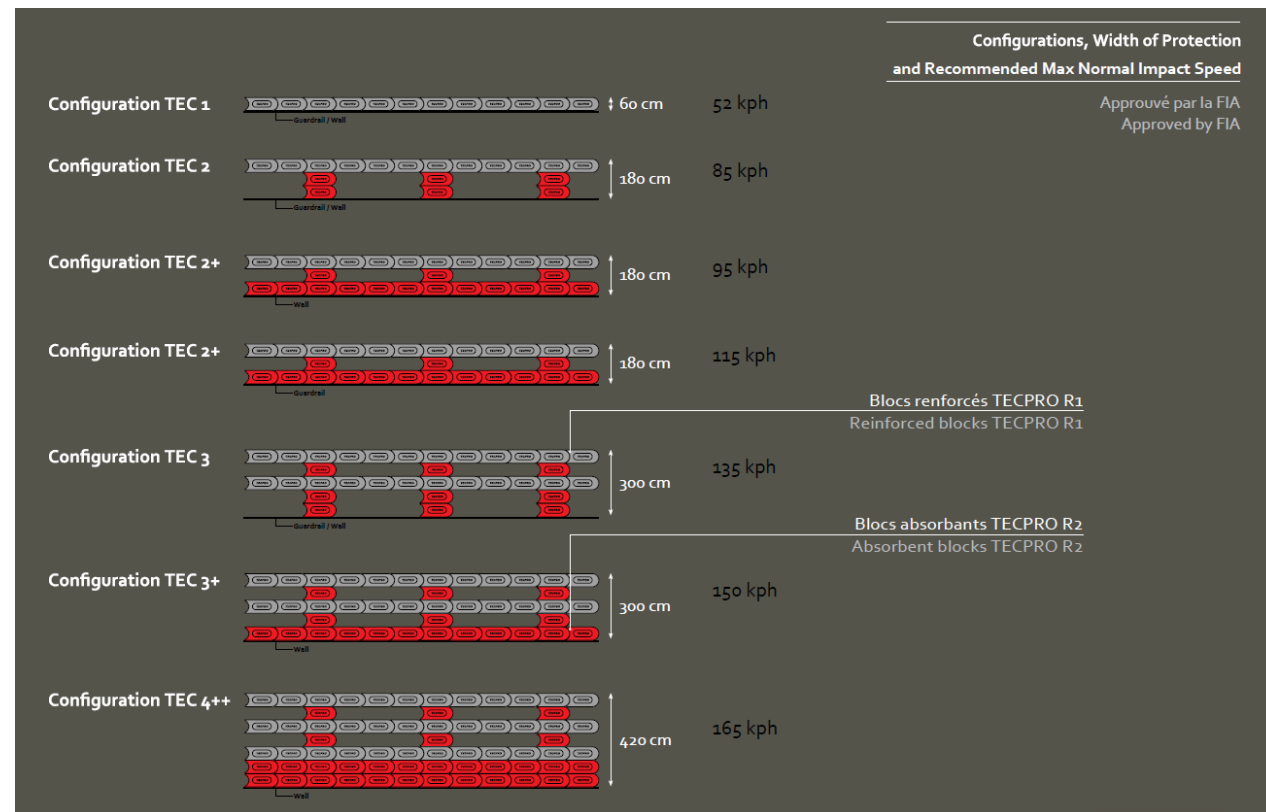 Configurations, Width of Protection
and Recommended Max Normal Impact Speed
Approuvé par la FIA
Approved by FIA
Configuration TEC 1
60 cm
52 kph
Guardrail / Wall
Configuration TEC 2
180 cm
85 kph
Guardrail / Wall
Configuration TEC 2+
180 cm
95 kph
Wall
Configuration TEC 2+
180 cm
115 kph
Guardrail
Blocs renforcés TECPRO R1
Reinforced blocks TECPRO R1
Configuration TEC 3
300 cm
135 kph
Guardrail / Wall
Blocs absorbants TECPRO R2
Absorbent blocks TECPRO R2
Configuration TEC 3+
300 cm
150 kph
Wall
Configuration TEC 4++
420 cm
165 kph
Wall